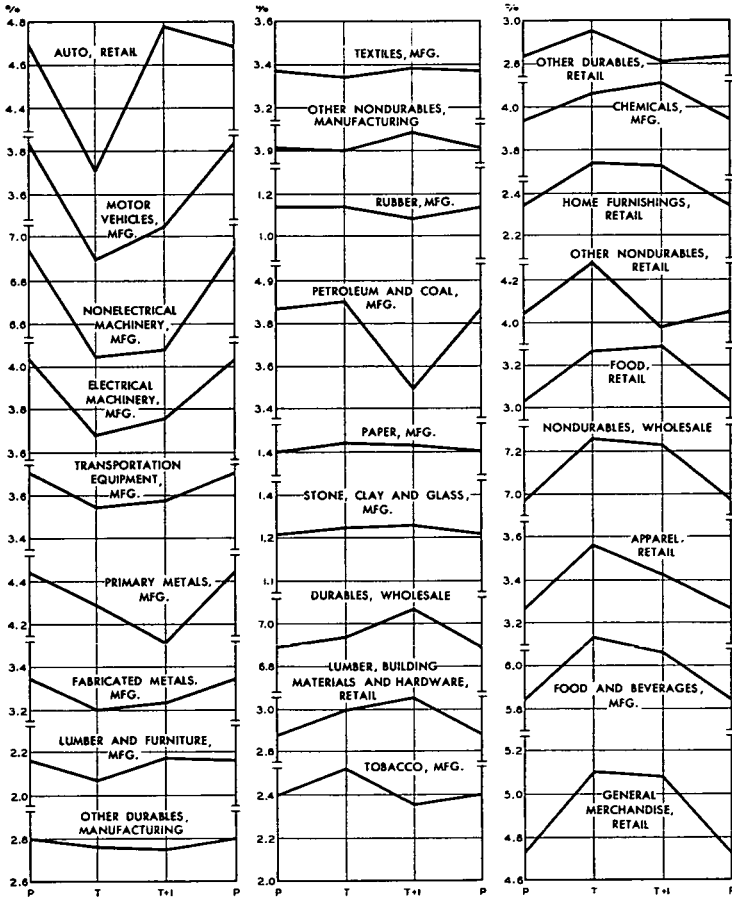 %
4.8
AUTO, RETAIL
4.4
3.8
3.6
MOTOR
VEHICLES,
MFG.
7.0
NONELECTRICAL
MACHINERY,
MFG.
6.6
4.0
ELECTRICAL
MACHINERY,
MFG.
3.8
3.6
TRANSPORTATION
EQUIPMENT,
MFG.
3.6
3.4
PRIMARY METALS,
MFG.
4.4
4.2
3.4
FABRICATED METALS,
MFG.
3.2
LUMBER AND FURNITURE,
MFG.
2.2
2.0
OTHER DURABLES,
MANUFACTURING
2.8
2.6
P T T+1 P
%
3.6
TEXTILES, MFG.
3.4
3.2
OTHER NONDURABLES,
MANUFACTURING
3.9
1.2
RUBBER, MFG.
1.0
4.9
PETROLEUM AND COAL,
MFG.
3.8
3.6
3.4
PAPER, MFG.
1.4
STONE, CLAY AND GLASS,
MFG.
1.4
1.2
1.1
DURABLES, WHOLESALE
7.0
6.8
LUMBER, BUILDING
MATERIALS AND HARDWARE,
RETAIL
3.0
2.8
TOBACCO, MFG.
2.4
2.0
P T T+1 P
%
3.0
OTHER DURABLES,
RETAIL
2.6
4.0
CHEMICALS,
MFG.
3.8
2.4
HOME FURNISHINGS,
RETAIL
2.2
OTHER NONDURABLES,
RETAIL
4.2
4.0
3.2
FOOD,
RETAIL
3.0
NONDURABLES, WHOLESALE
7.2
7.0
3.6
APPAREL,
RETAIL
3.4
3.2
6.0
FOOD AND BEVERAGES,
MFG.
5.6
5.2
5.0
GENERAL
MERCHANDISE,
RETAIL
4.8
4.6
P T T+1 P